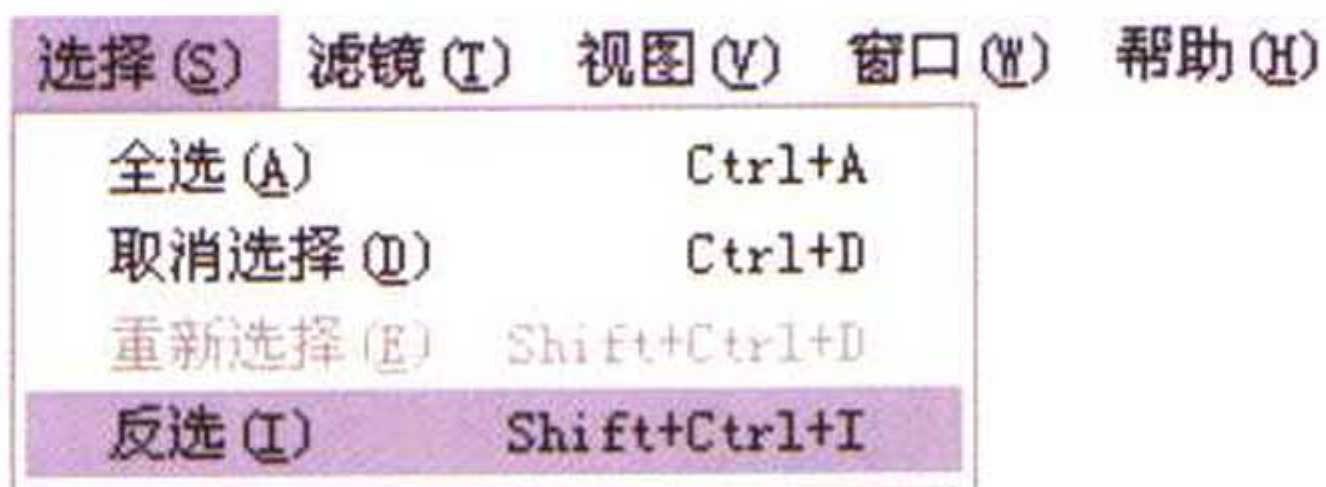 选择(S) 滤镜(T) 视图(V) 窗口(W) 帮助(H)
全选(A) Ctrl+A
取消选择(D) Ctrl+D
重新选择(E) Shift+Ctrl+D
反选(I) Shift+Ctrl+I